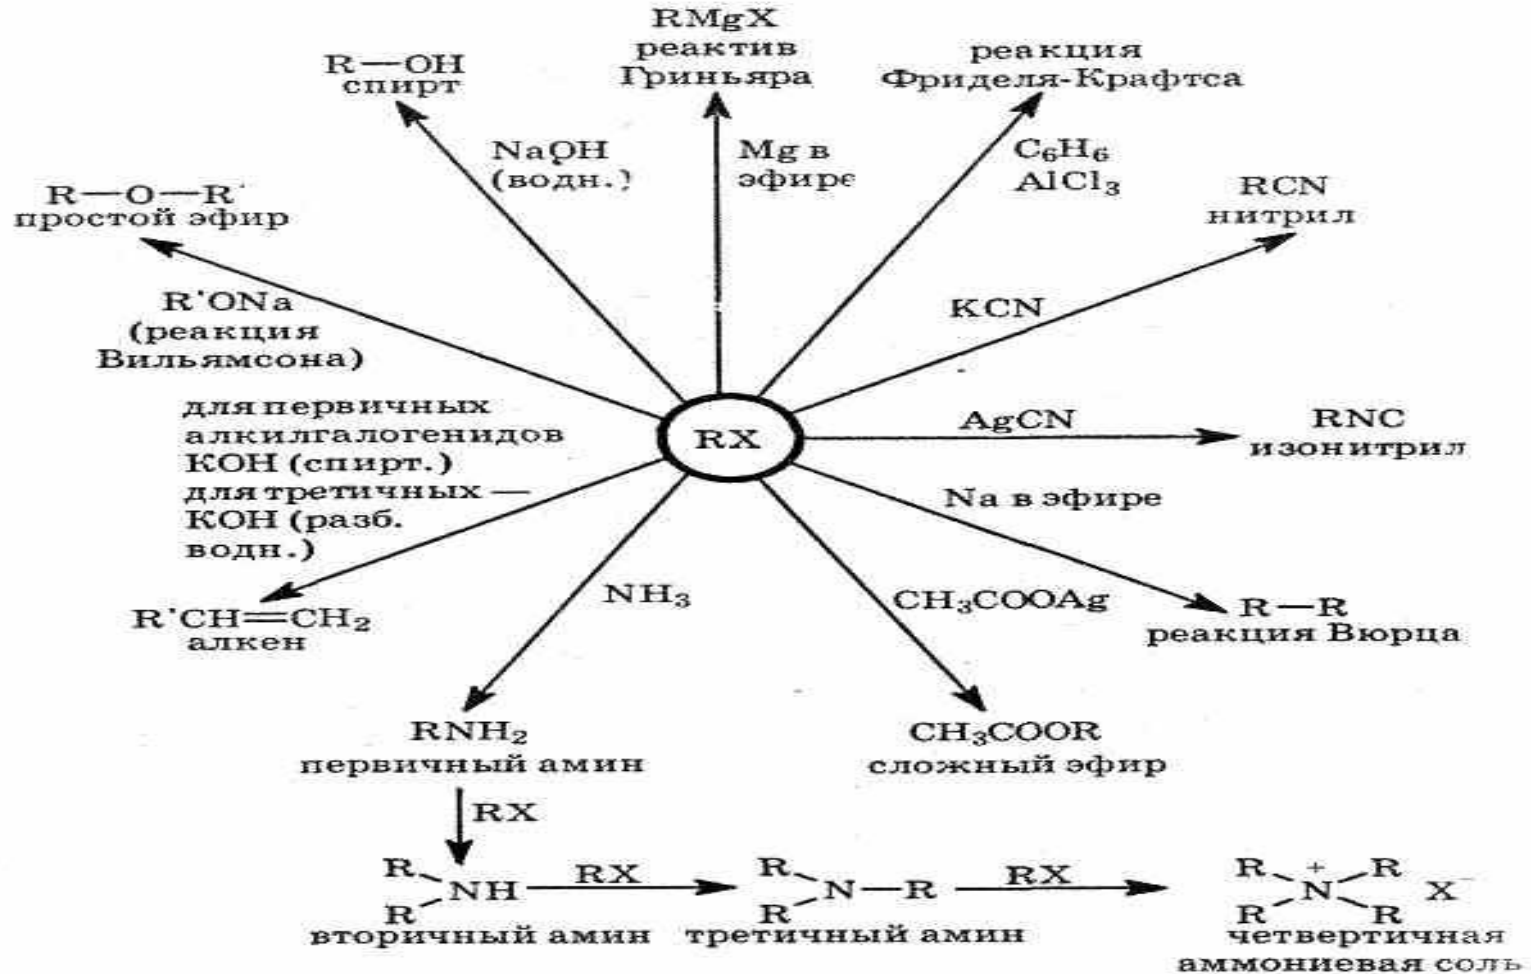 RMgX
реактив
Гриньяра
реакция
Фриделя-Крафтса
R—OH
спирт
NaOH
(водн.)
Mg в
эфире
C₆H₆
AlCl₃
RCN
нитрил
R—O—R'
простой эфир
R'ONa
(реакция
Вильямсона)
KCN
для первичных
алкилгалогенидов
КОН (спирт.)
для третичных —
КОН (разб.
водн.)
RX
AgCN
RNC
изонитрил
Na в эфире
R'CH=CH₂
алкен
NH₃
CH₃COOAg
R—R
реакция Вюрца
RNH₂
первичный амин
CH₃COOR
сложный эфир
RX
R
NH
R
вторичный амин
RX
R
N—R
R
третичный амин
RX
R + R
N X⁻
R R
четвертичная
аммониевая соль